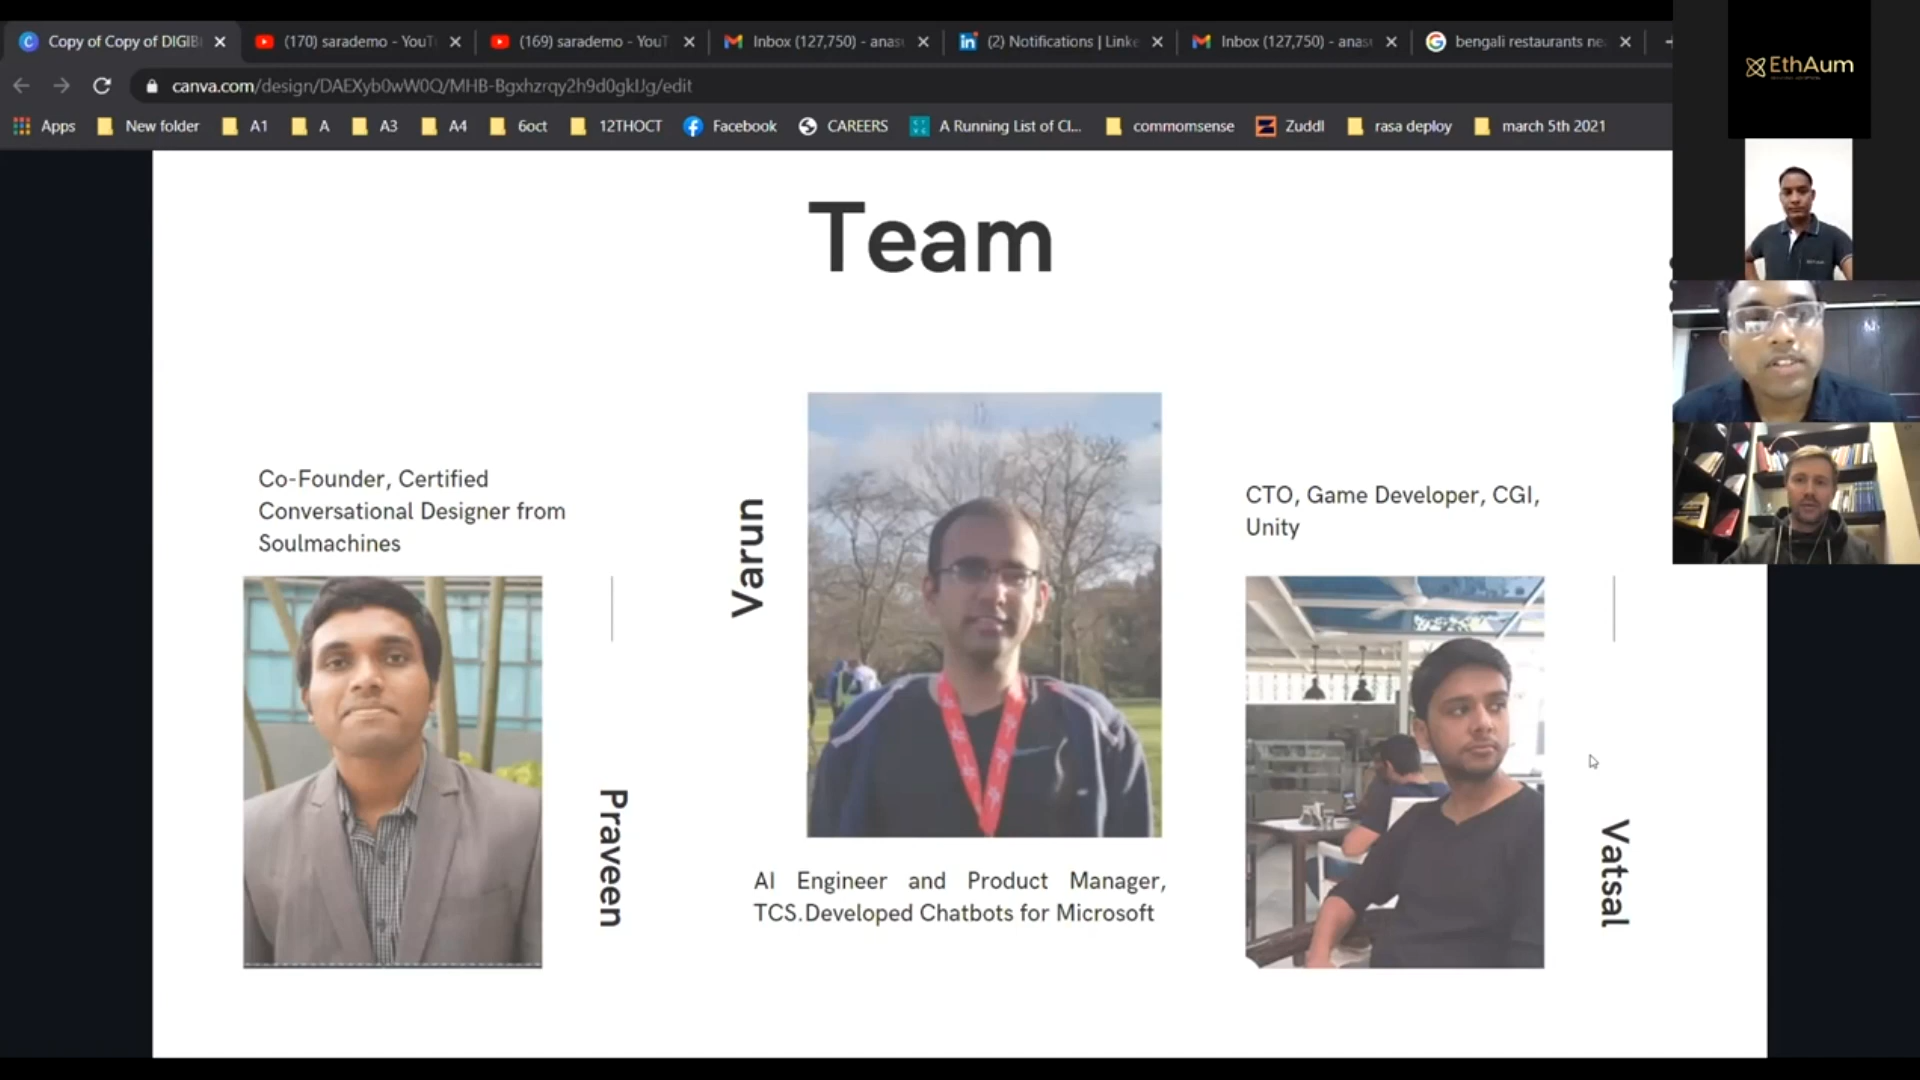 Copy of Copy of DIGIB
(170) sarademo - YouT
(169) sarademo - YouT
Inbox (127,750) - anas
(2) Notifications | Linke
Inbox (127,750) - anas
bengali restaurants ne
canva.com/design/DAEXyb0wW0Q/MHB-Bgxhzrqy2h9d0gkIJg/edit
Apps
New folder
A1
A
A3
A4
6oct
12THOCT
Facebook
CAREERS
A Running List of Cl...
commomsense
Zuddl
rasa deploy
march 5th 2021
EthAum
Team
Co-Founder, Certified
Conversational Designer from
Soulmachines
Praveen
Varun
AI Engineer and Product Manager,
TCS.Developed Chatbots for Microsoft
CTO, Game Developer, CGI,
Unity
Vatsal